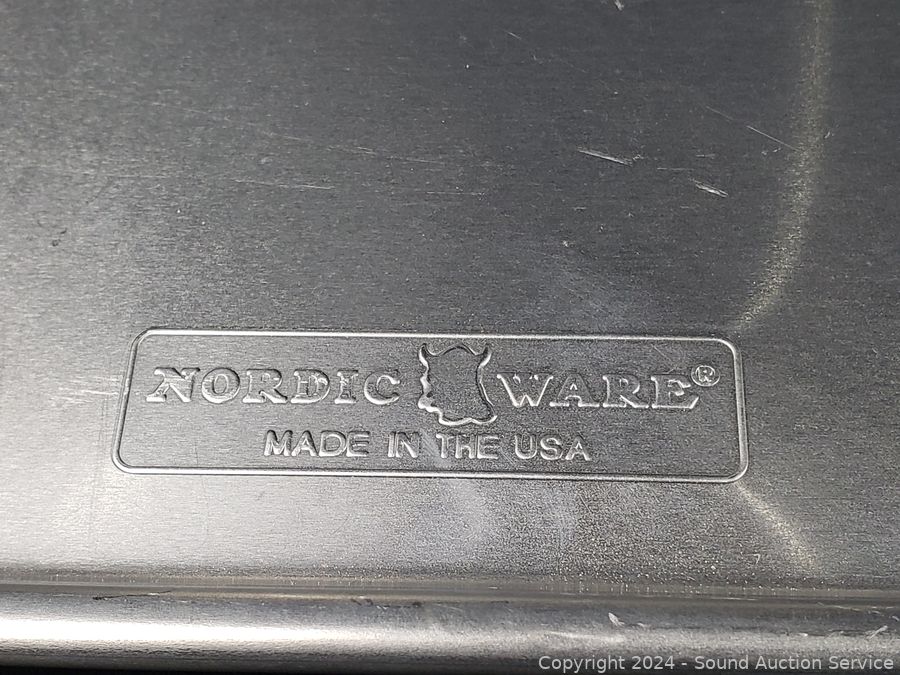 NORDIC WARE®
MADE IN THE USA
Copyright 2024 - Sound Auction Service